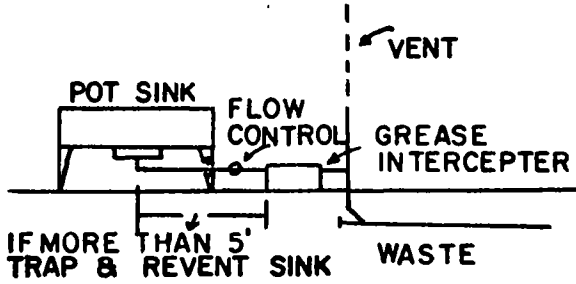 VENT
POT SINK
FLOW
CONTROL
GREASE
INTERCEPTER
IF MORE THAN 5'
TRAP & REVENT SINK
WASTE